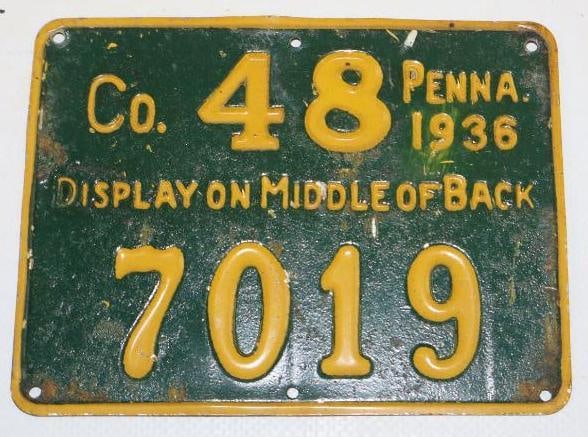 Co. 48 PENNA.
1936
DISPLAY ON MIDDLE OF BACK
7019